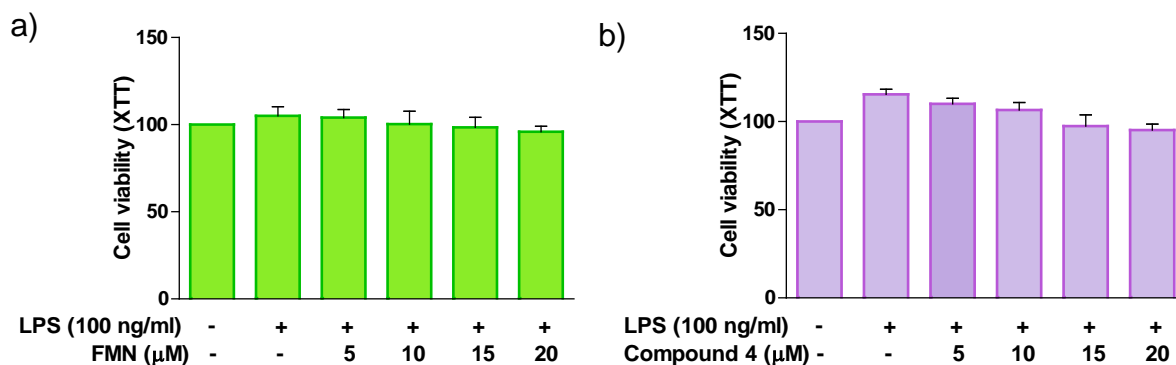 a)
Cell viability (XTT)
150
100
50
0
LPS (100 ng/ml) - + + + + +
FMN (μM) - - 5 10 15 20
b)
Cell viability (XTT)
150
100
50
0
LPS (100 ng/ml) - + + + + +
Compound 4 (μM) - - 5 10 15 20